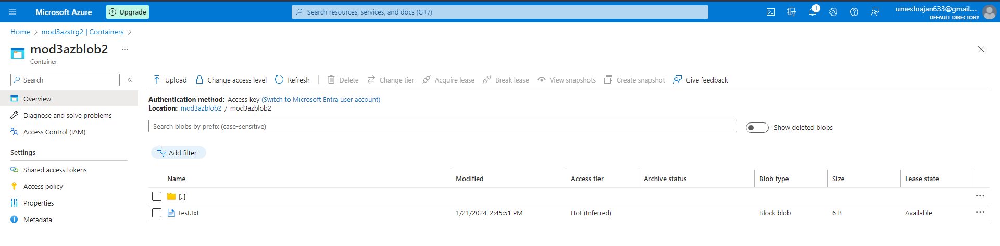 Microsoft Azure
Upgrade
Search resources, services, and docs (G+/)
1
umeshrajan633@gmail....
DEFAULT DIRECTORY
Home > mod3azstrg2 | Containers >
mod3azblob2 ...
Container
Search «
Upload Change access level Refresh Delete Change tier Acquire lease Break lease View snapshots Create snapshot Give feedback
Overview
Diagnose and solve problems
Access Control (IAM)
Settings
Shared access tokens
Access policy
Properties
Metadata
Authentication method: Access key (Switch to Microsoft Entra user account)
Location: mod3azblob2 / mod3azblob2
Search blobs by prefix (case-sensitive)
Show deleted blobs
Add filter
Name Modified Access tier Archive status Blob type Size Lease state
[..] ...
test.txt 1/21/2024, 2:45:51 PM Hot (Inferred) Block blob 6 B Available ...